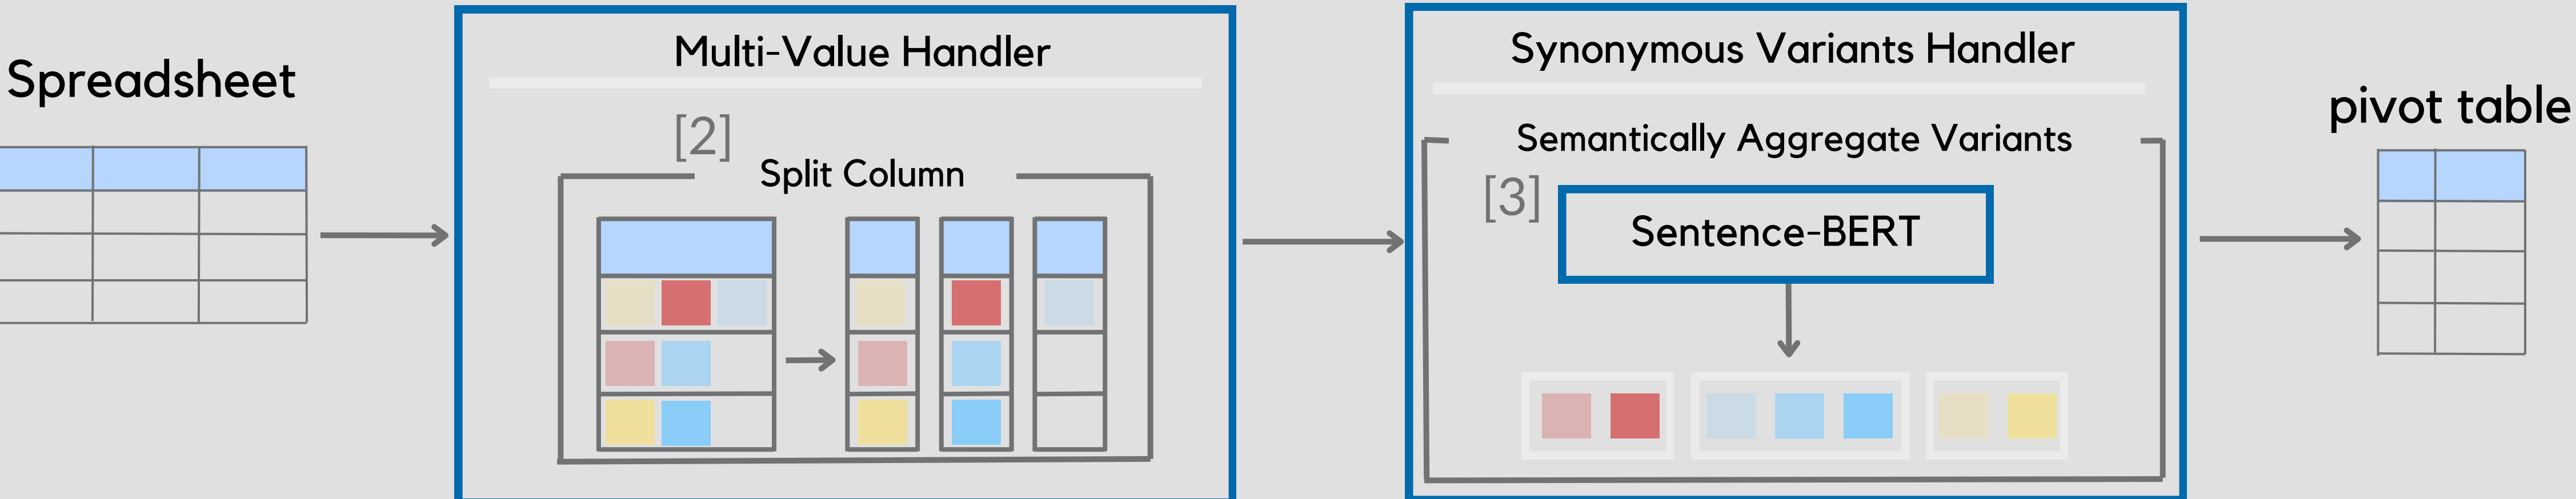 Spreadsheet
Multi-Value Handler
[2]
Split Column
Synonymous Variants Handler
Semantically Aggregate Variants
[3]
Sentence-BERT
pivot table